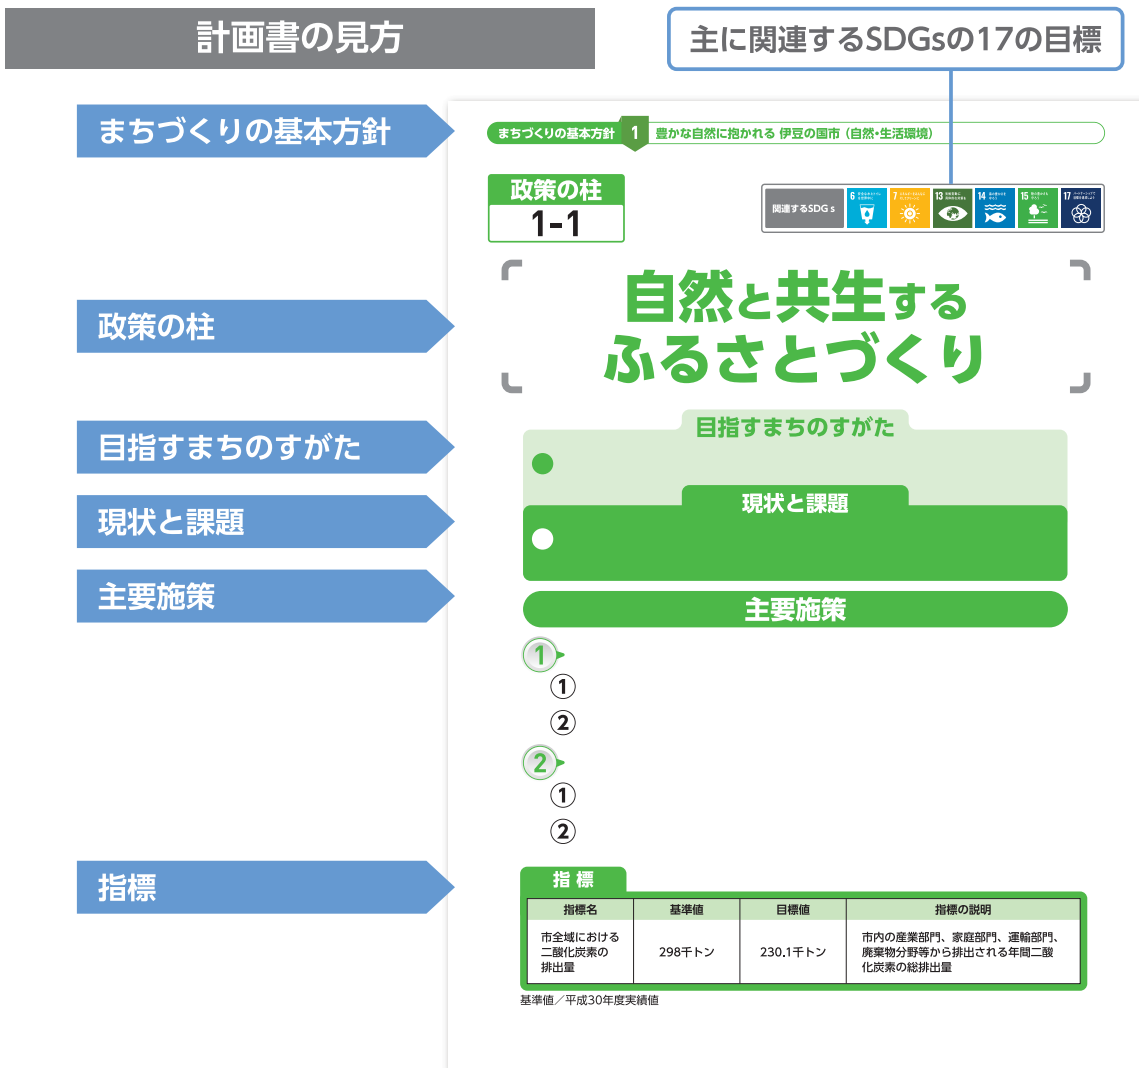 計画書の見方
主に関連するSDGsの17の目標
まちづくりの基本方針
まちづくりの基本方針 1 豊かな自然に抱かれる 伊豆の国市（自然・生活環境）
政策の柱
1-1
関連するSDGs
6
7
13
14
15
17
政策の柱
自然と共生する
ふるさとづくり
目指すまちのすがた
目指すまちのすがた
現状と課題
現状と課題
主要施策
主要施策
1
①
②
2
①
②
指標
指標
指標名 基準値 目標値 指標の説明
市全域における
二酸化炭素の
排出量
298千トン 230.1千トン
市内の産業部門、家庭部門、運輸部門、
廃棄物分野等から排出される年間二酸
化炭素の総排出量
基準値／平成30年度実績値